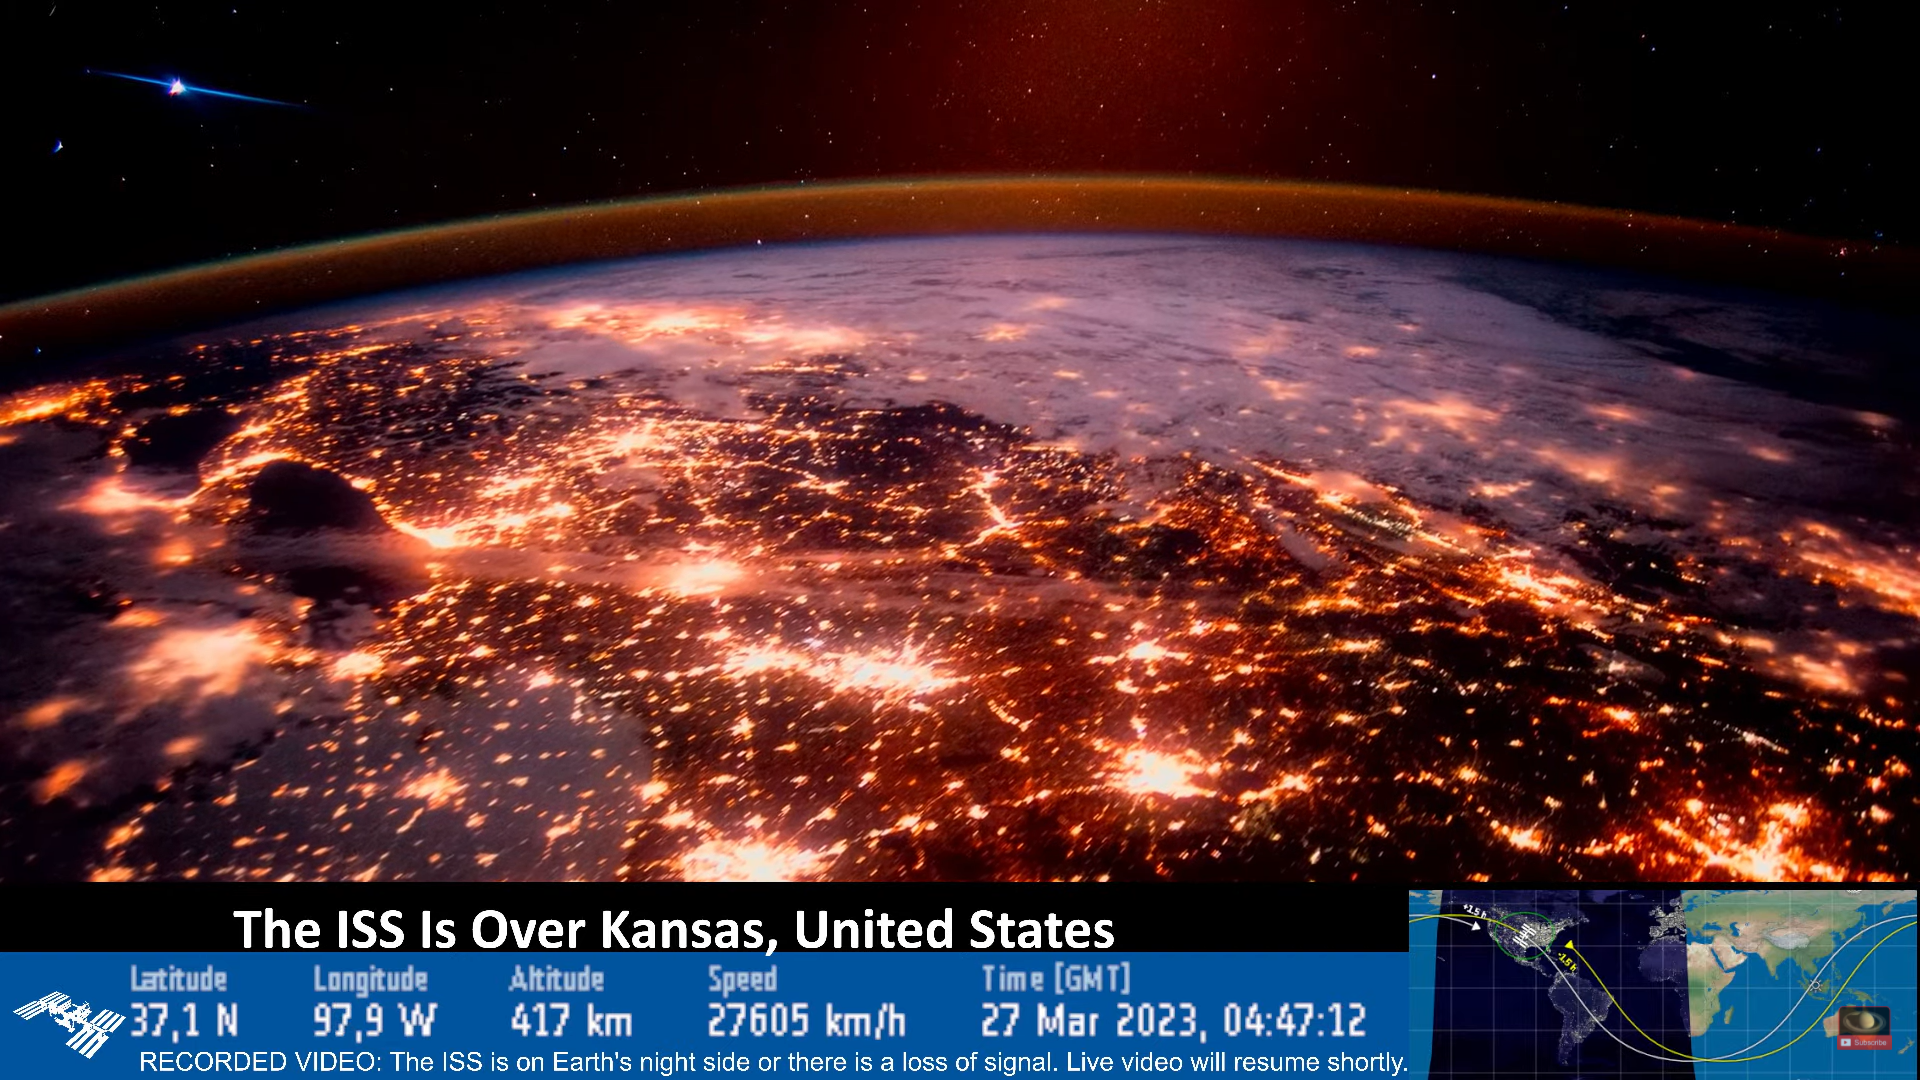 The ISS Is Over Kansas, United States
Latitude Longitude Altitude Speed Time [GMT]
37,1 N 97,9 W 417 km 27605 km/h 27 Mar 2023, 04:47:12
RECORDED VIDEO: The ISS is on Earth's night side or there is a loss of signal. Live video will resume shortly.
+1.5 h
-1.5 h
Subscribe